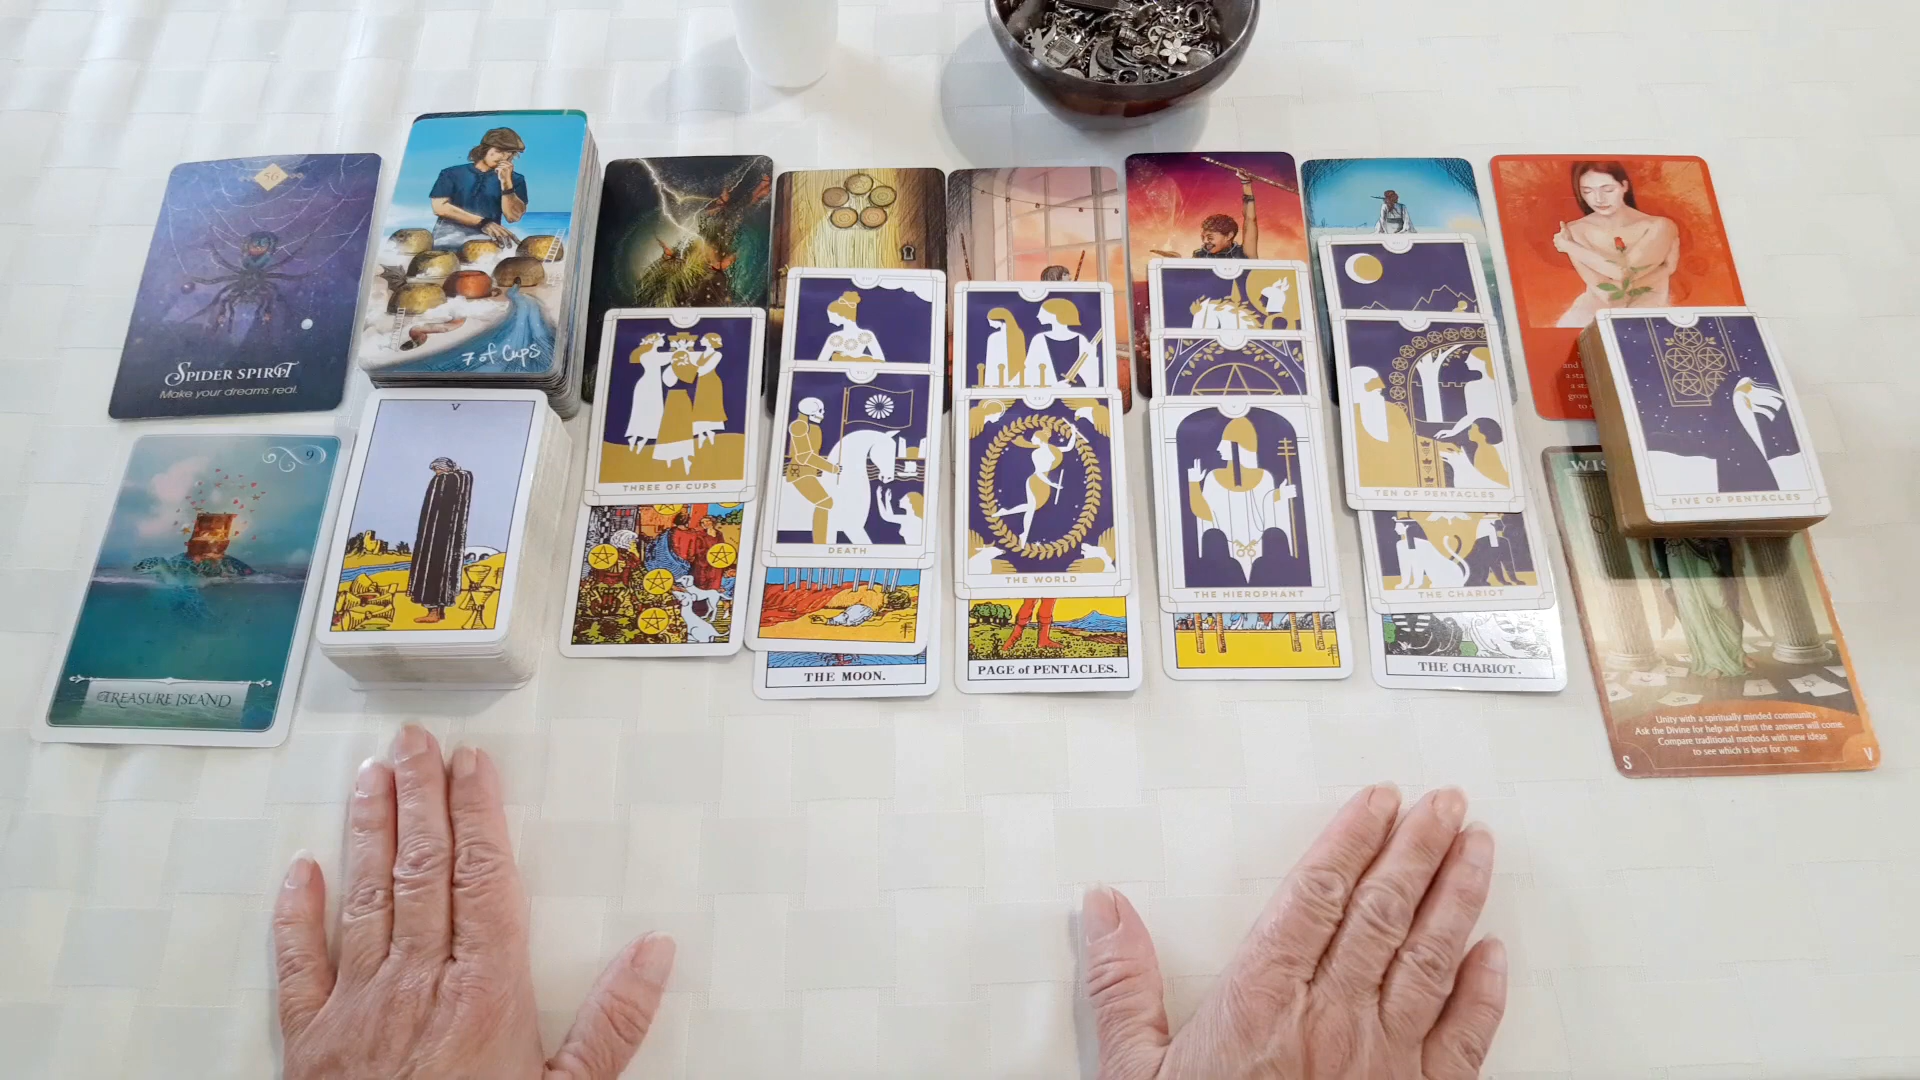 56
SPIDER SPIRIT
Make your dreams real.
7 of Cups
9
TREASURE ISLAND
V
THREE OF CUPS
DEATH
THE MOON.
THE WORLD
PAGE of PENTACLES.
THE HIEROPHANT
TEN OF PENTACLES
THE CHARIOT
THE CHARIOT.
FIVE OF PENTACLES
WIS
Unity with a spiritually minded community.
Ask the Divine for help and trust the answers will come.
Compare traditional methods with new ideas
to see which is best for you.
S
V